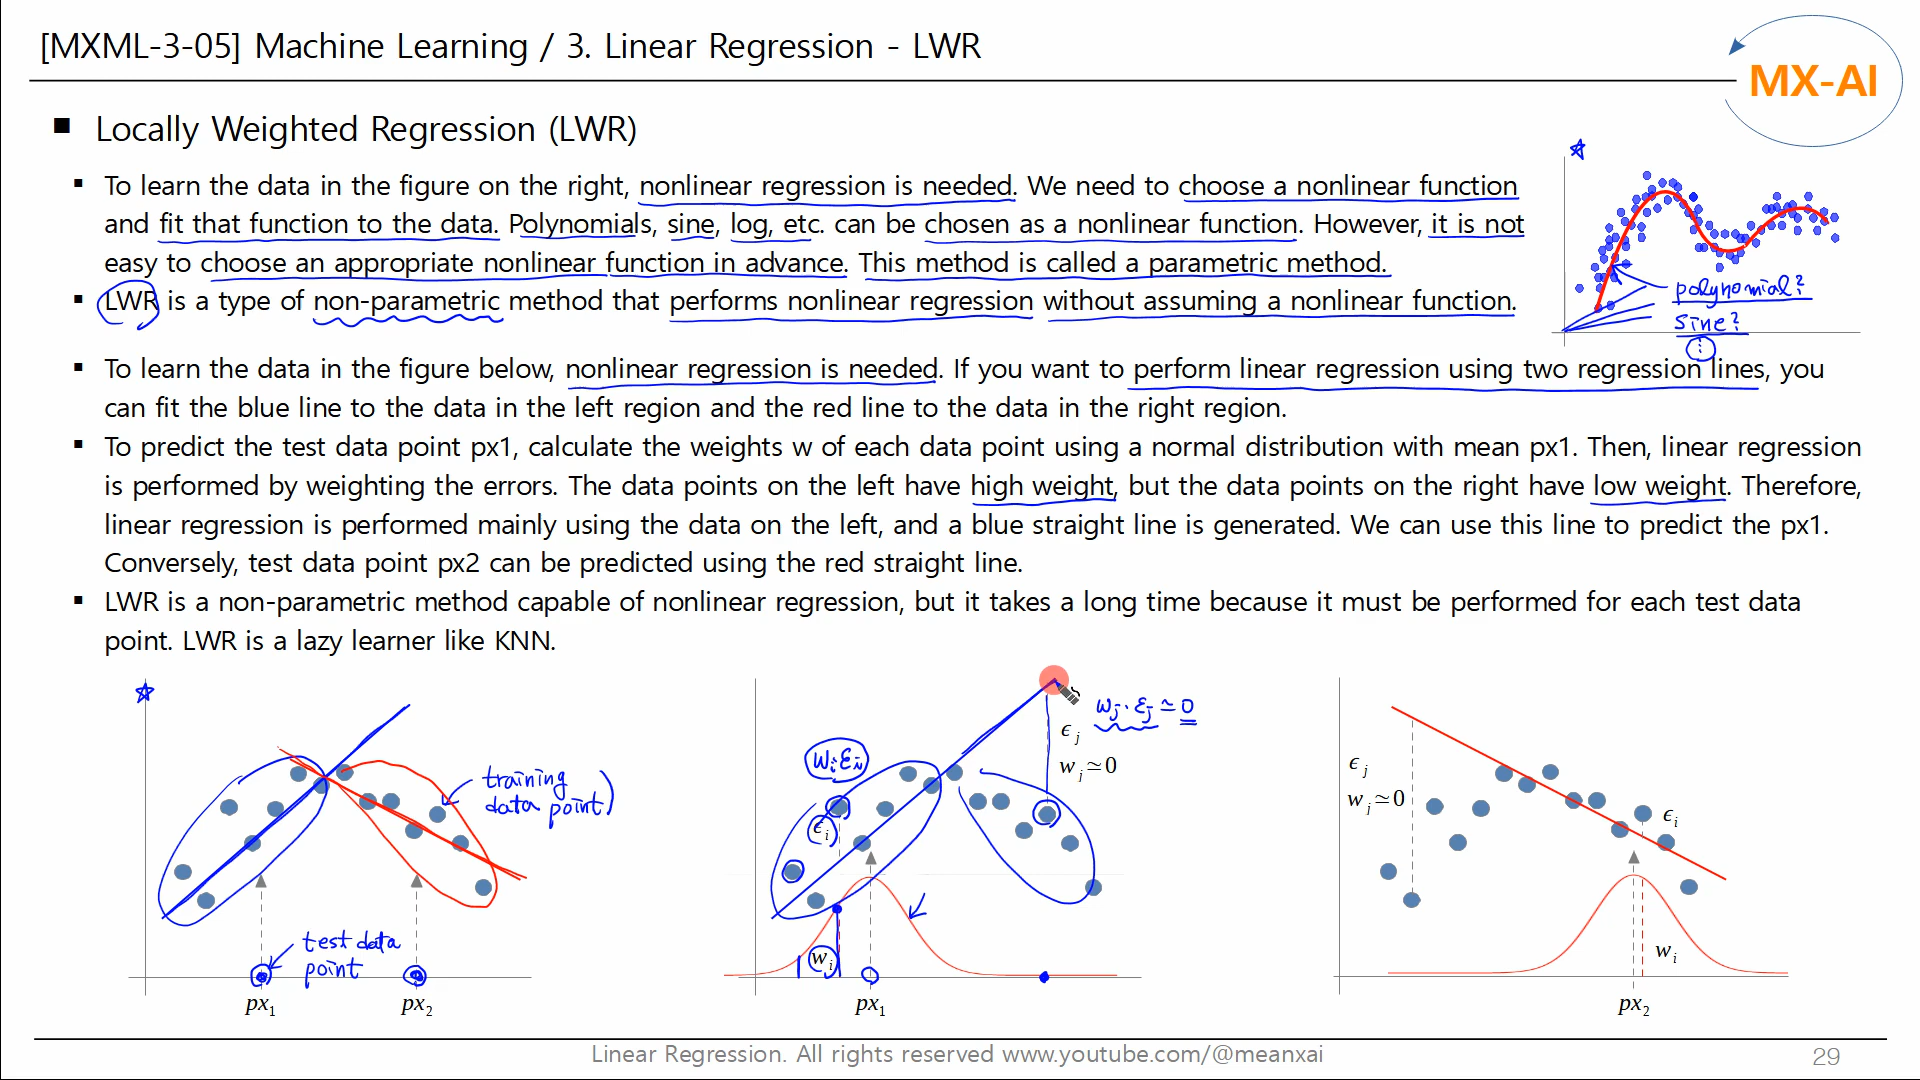 [MXML-3-05] Machine Learning / 3. Linear Regression - LWR
MX-AI
■ Locally Weighted Regression (LWR)
▪ To learn the data in the figure on the right, nonlinear regression is needed. We need to choose a nonlinear function
and fit that function to the data. Polynomials, sine, log, etc. can be chosen as a nonlinear function. However, it is not
easy to choose an appropriate nonlinear function in advance. This method is called a parametric method.
▪ LWR is a type of non-parametric method that performs nonlinear regression without assuming a nonlinear function.
polynomial?
sine?
⋮
▪ To learn the data in the figure below, nonlinear regression is needed. If you want to perform linear regression using two regression lines, you
can fit the blue line to the data in the left region and the red line to the data in the right region.
▪ To predict the test data point px1, calculate the weights w of each data point using a normal distribution with mean px1. Then, linear regression
is performed by weighting the errors. The data points on the left have high weight, but the data points on the right have low weight. Therefore,
linear regression is performed mainly using the data on the left, and a blue straight line is generated. We can use this line to predict the px1.
Conversely, test data point px2 can be predicted using the red straight line.
▪ LWR is a non-parametric method capable of nonlinear regression, but it takes a long time because it must be performed for each test data
point. LWR is a lazy learner like KNN.
training
data point
test data
point
px₁
px₂
wᵢεᵢ
ϵᵢ
wᵢ
px₁
wⱼ·εⱼ ≃ 0
ϵⱼ
wⱼ≃0
ϵⱼ
wⱼ≃0
ϵᵢ
wᵢ
px₂
Linear Regression. All rights reserved www.youtube.com/@meanxai
29